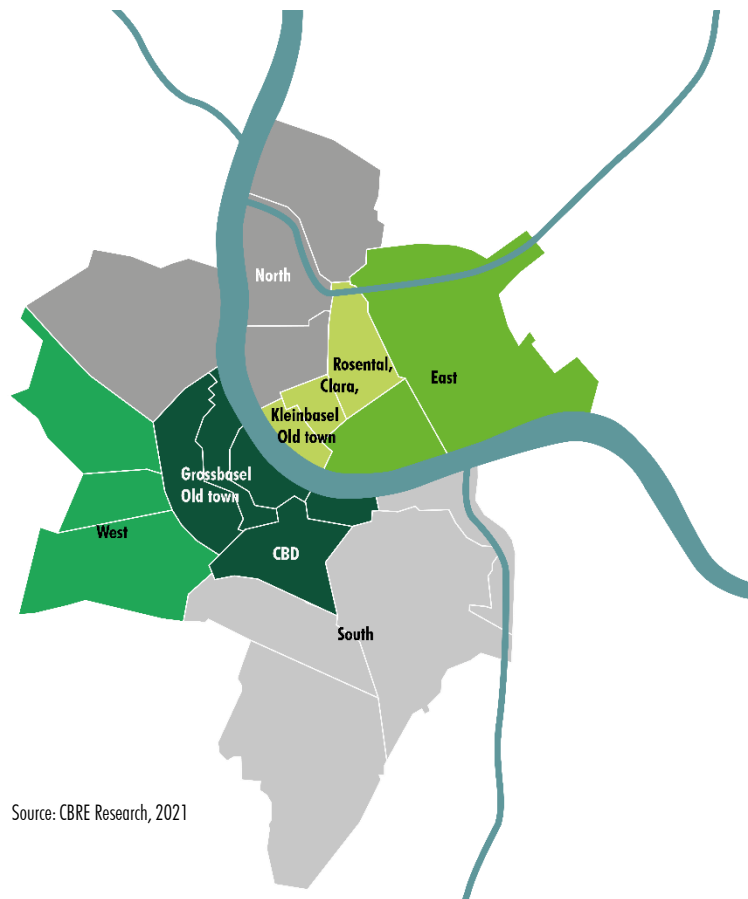 North
Rosental,
Clara,
East
Kleinbasel
Old town
Grossbasel
Old town
West
CBD
South
Source: CBRE Research, 2021